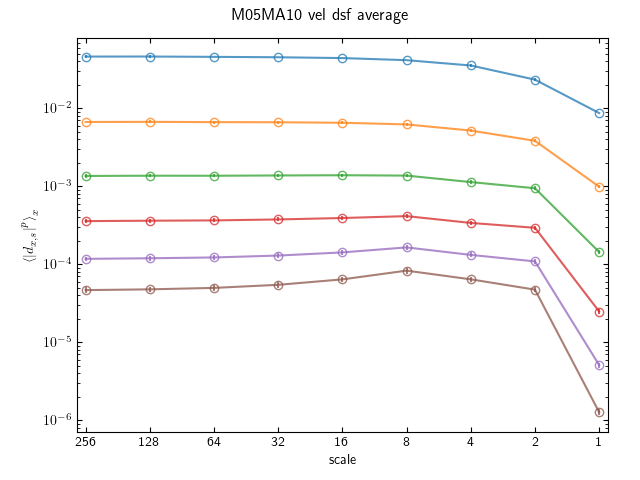 M05MA10 vel dsf average
10⁻²
10⁻³
10⁻⁴
10⁻⁵
10⁻⁶
⟨|d_{x,s}|^p⟩_x
256 128 64 32 16 8 4 2 1
scale